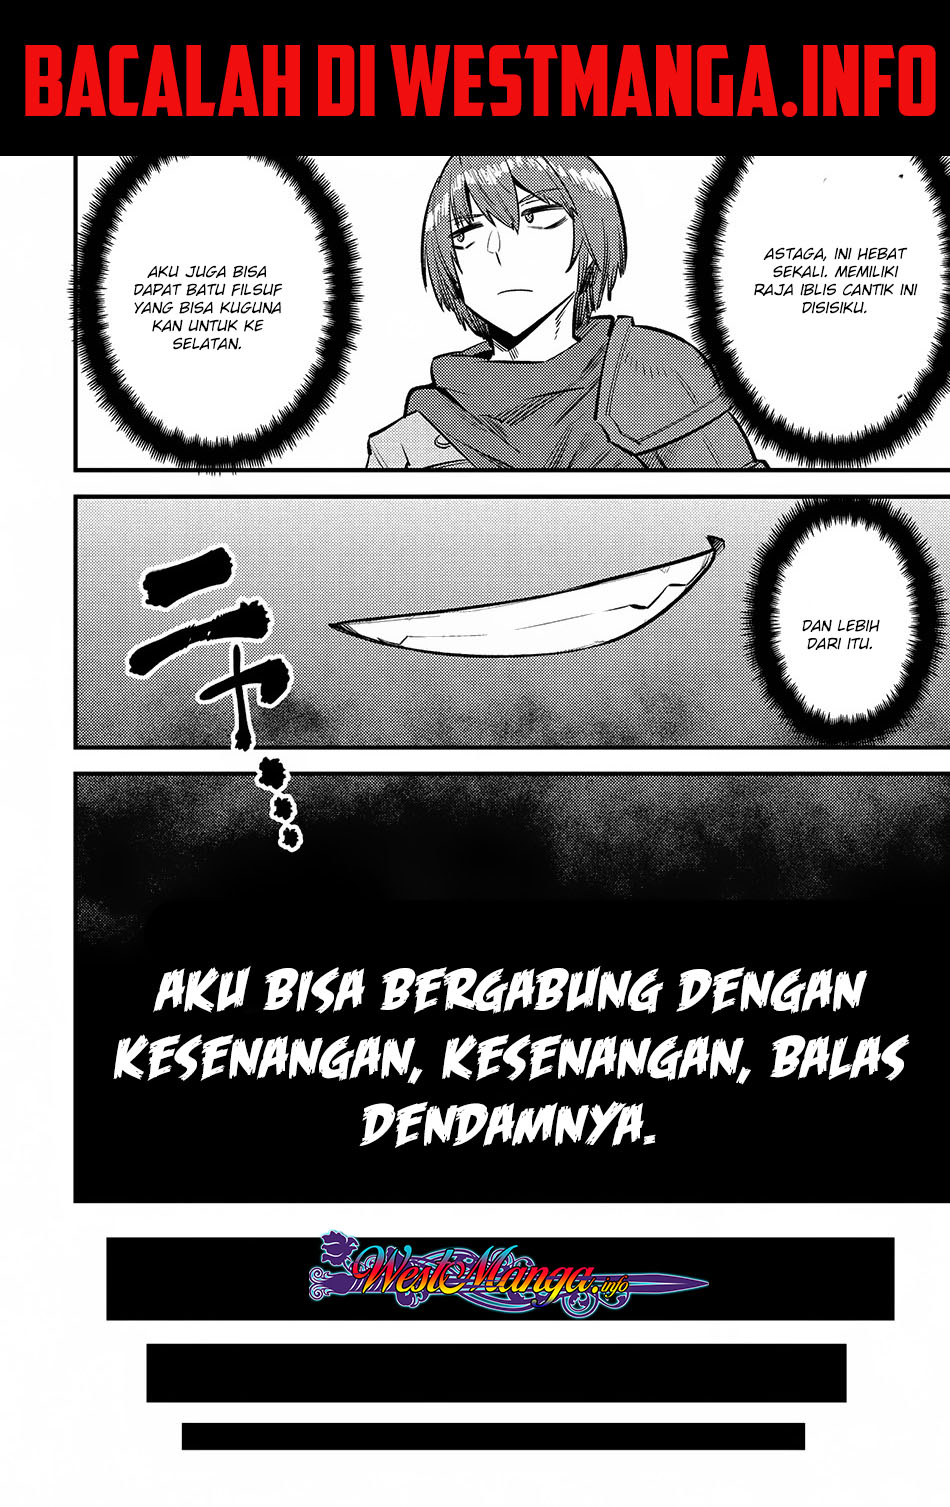 BACALAH DI WESTMANGA.INFO
ASTAGA, INI HEBAT
SEKALI. MEMILIKI
RAJA IBLIS CANTIK INI
DISISIKU.
AKU JUGA BISA
DAPAT BATU FILSUF
YANG BISA KUGUNA
KAN UNTUK KE
SELATAN.
DAN LEBIH
DARI ITU.
ニヤ...
AKU BISA BERGABUNG DENGAN
KESENANGAN, KESENANGAN, BALAS
DENDAMNYA.
WestManga.info